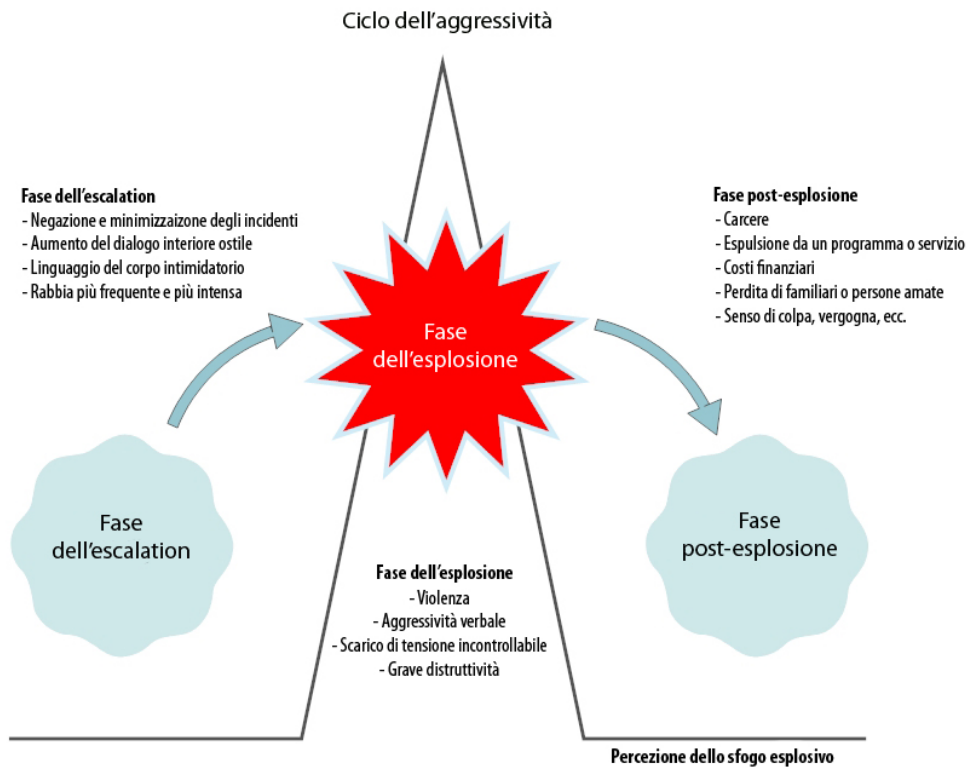 Ciclo dell'aggressività
Fase dell'escalation
- Negazione e minimizzaizone degli incidenti
- Aumento del dialogo interiore ostile
- Linguaggio del corpo intimidatorio
- Rabbia più frequente e più intensa
Fase post-esplosione
- Carcere
- Espulsione da un programma o servizio
- Costi finanziari
- Perdita di familiari o persone amate
- Senso di colpa, vergogna, ecc.
Fase
dell'esplosione
Fase
dell'escalation
Fase
post-esplosione
Fase dell'esplosione
- Violenza
- Aggressività verbale
- Scarico di tensione incontrollabile
- Grave distruttività
Percezione dello sfogo esplosivo